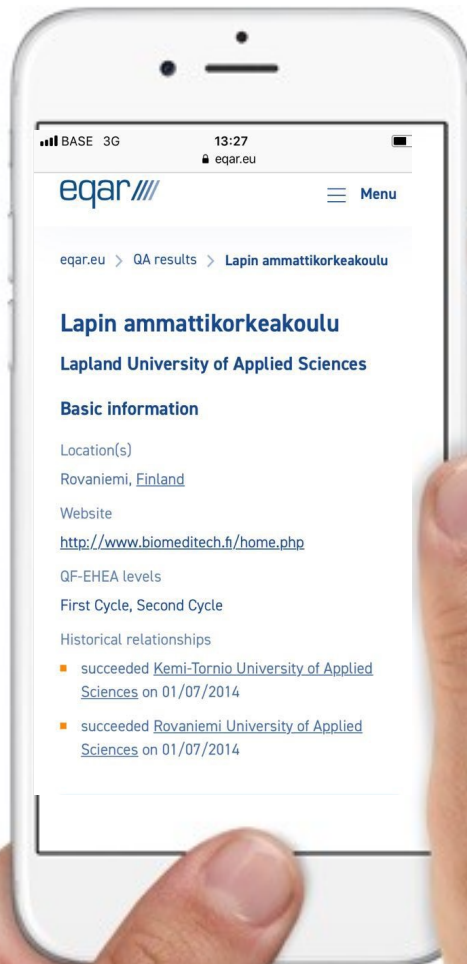 BASE 3G
13:27
eqar.eu
eqar////
Menu
eqar.eu > QA results > Lapin ammattikorkeakoulu
Lapin ammattikorkeakoulu
Lapland University of Applied Sciences
Basic information
Location(s)
Rovaniemi, Finland
Website
http://www.biomeditech.fi/home.php
QF-EHEA levels
First Cycle, Second Cycle
Historical relationships
succeeded Kemi-Tornio University of Applied
Sciences on 01/07/2014
succeeded Rovaniemi University of Applied
Sciences on 01/07/2014